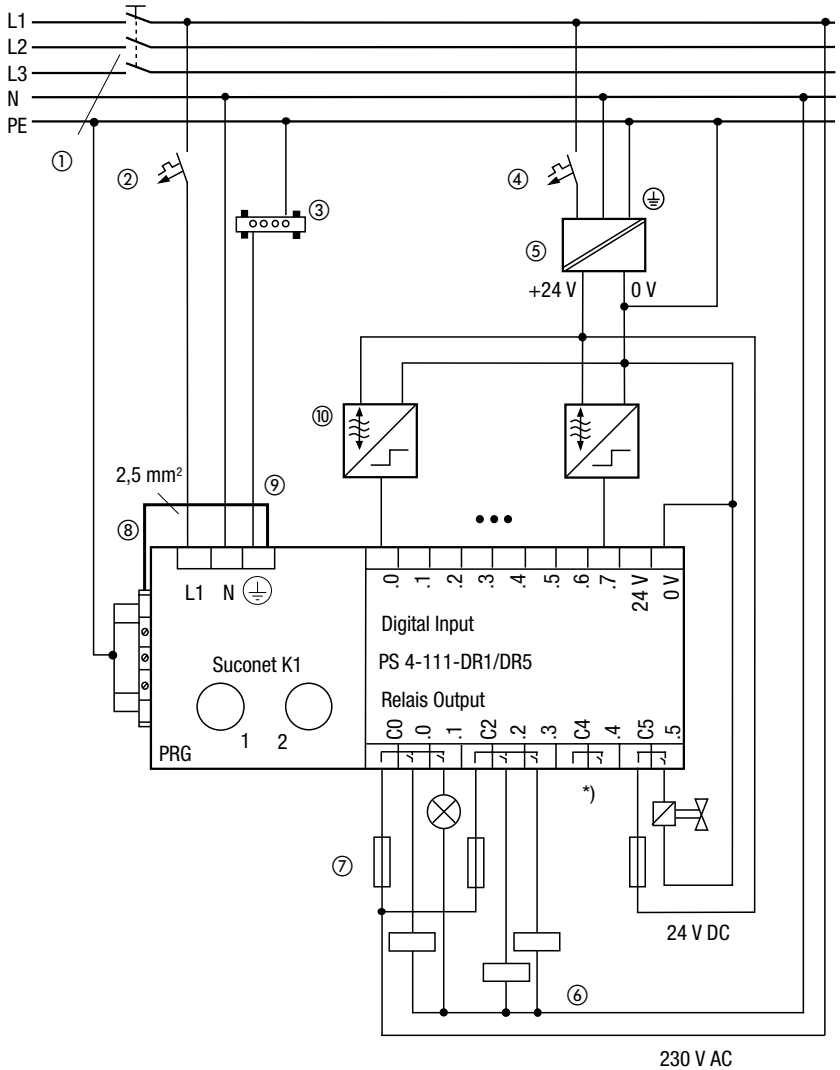 L1
L2
L3
N
PE
①
②
③
④
⑤
+24 V
0 V
⑩
2,5 mm²
⑨
⑧
L1 N
.0 .1 .2 .3 .4 .5 .6 .7 24 V 0 V
Digital Input
PS 4-111-DR1/DR5
Suconet K1
Relais Output
1 2
PRG
C0 .0 .1 C2 .2 .3 C4 .4 C5 .5
*)
⑦
24 V DC
⑥
230 V AC